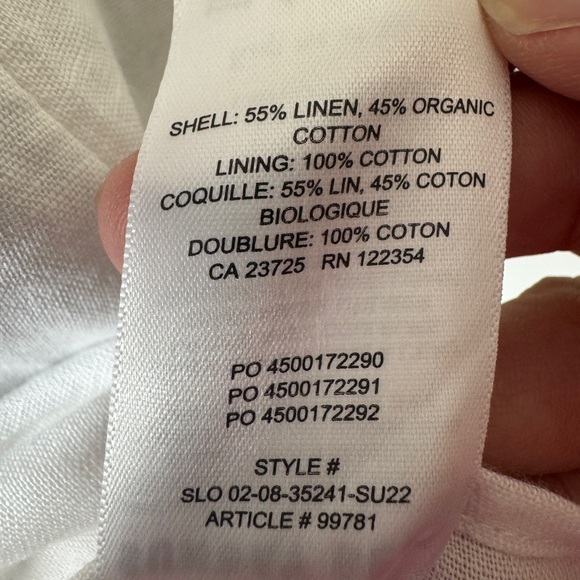 SHELL: 55% LINEN, 45% ORGANIC
COTTON
LINING: 100% COTTON
COQUILLE: 55% LIN, 45% COTON
BIOLOGIQUE
DOUBLURE: 100% COTON
CA 23725 RN 122354
PO 4500172290
PO 4500172291
PO 4500172292
STYLE #
SLO 02-08-35241-SU22
ARTICLE # 99781